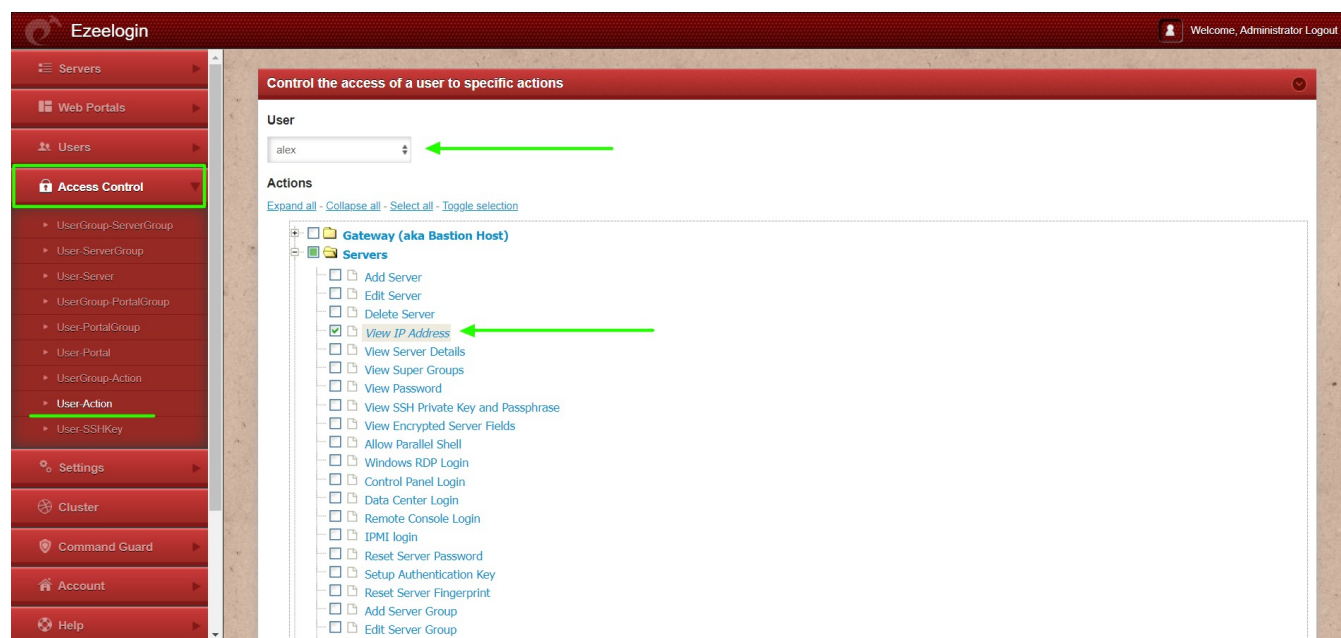 Ezeelogin
Welcome, Administrator Logout
Servers
Web Portals
Users
Access Control
UserGroup-ServerGroup
User-ServerGroup
User-Server
UserGroup-PortalGroup
User-PortalGroup
User-Portal
UserGroup-Action
User-Action
User-SSHKey
Settings
Cluster
Command Guard
Account
Help
Control the access of a user to specific actions
User
alex
Actions
Expand all - Collapse all - Select all - Toggle selection
Gateway (aka Bastion Host)
Servers
Add Server
Edit Server
Delete Server
View IP Address
View Server Details
View Super Groups
View Password
View SSH Private Key and Passphrase
View Encrypted Server Fields
Allow Parallel Shell
Windows RDP Login
Control Panel Login
Data Center Login
Remote Console Login
IPMI login
Reset Server Password
Setup Authentication Key
Reset Server Fingerprint
Add Server Group
Edit Server Group